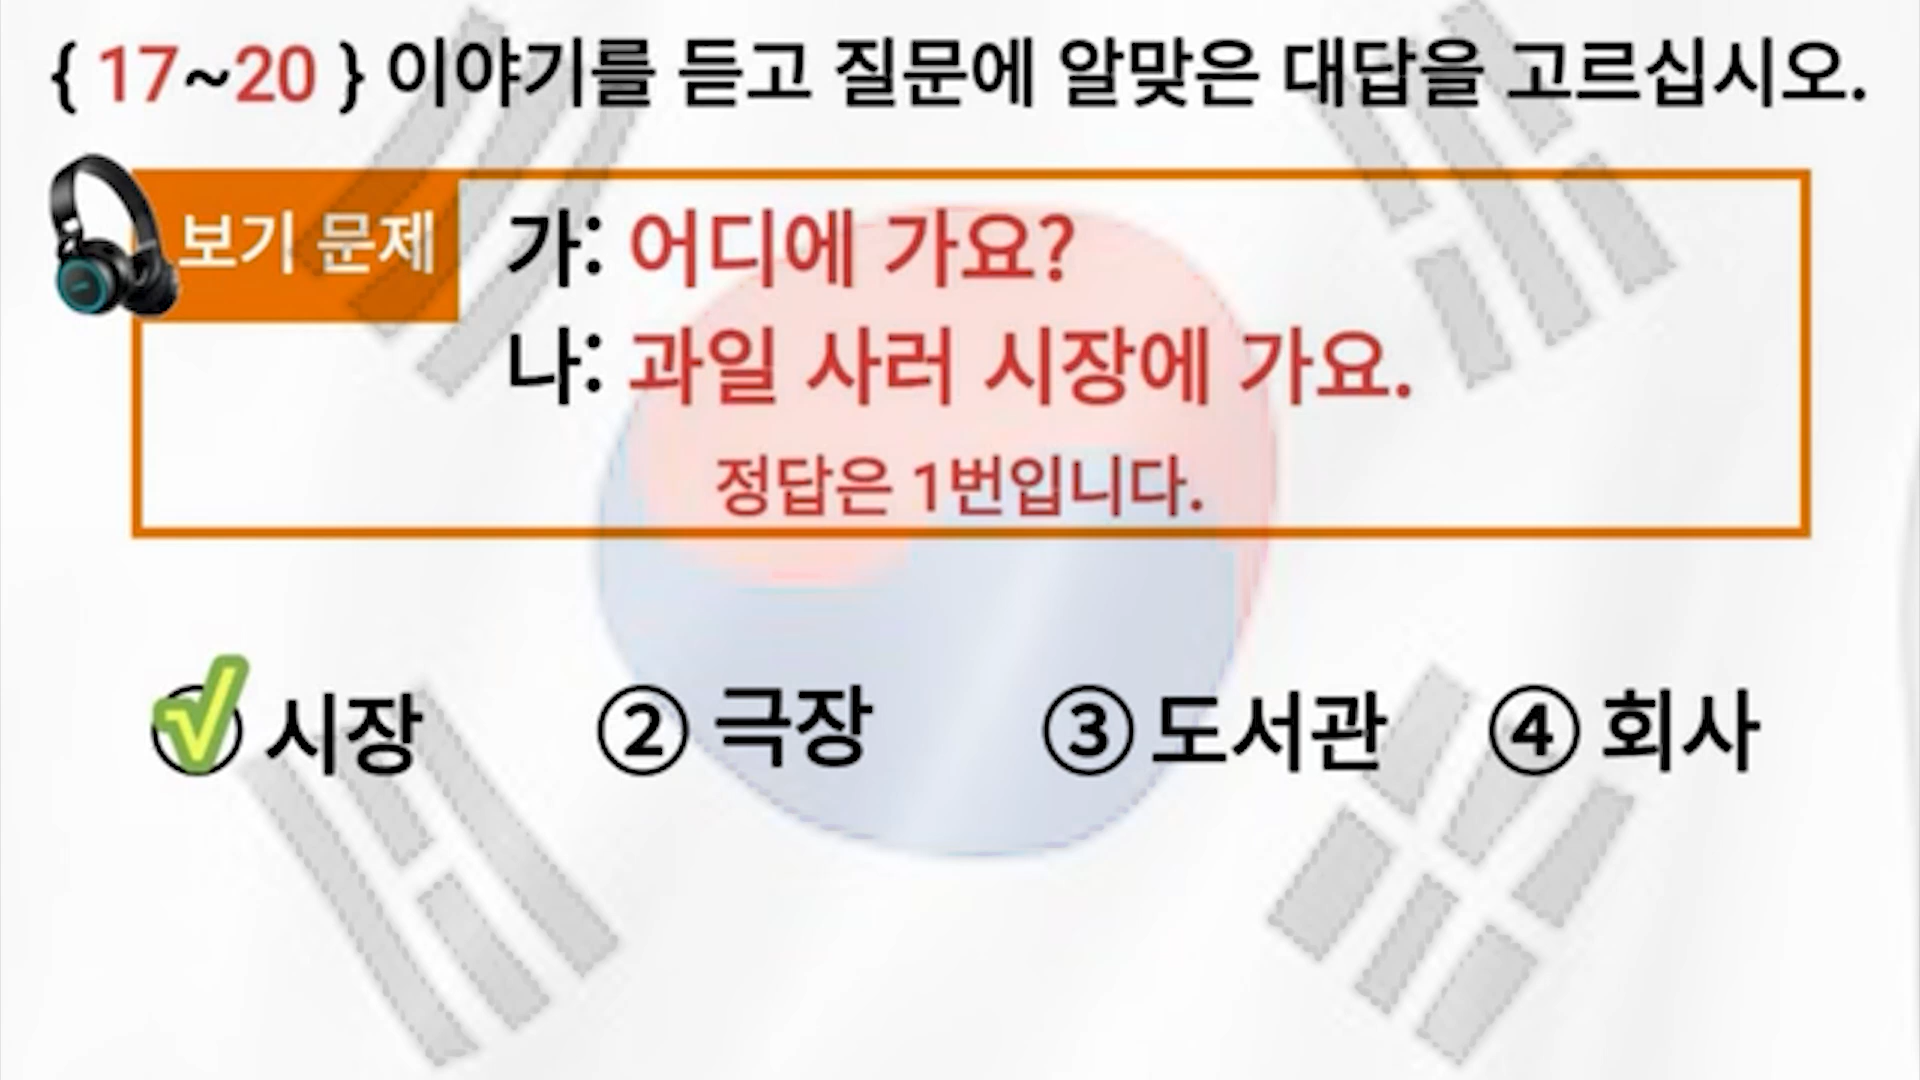 { 17~20 } 이야기를 듣고 질문에 알맞은 대답을 고르십시오.
보기 문제
가: 어디에 가요?
나: 과일 사러 시장에 가요.
정답은 1번입니다.
시장 ② 극장 ③ 도서관 ④ 회사